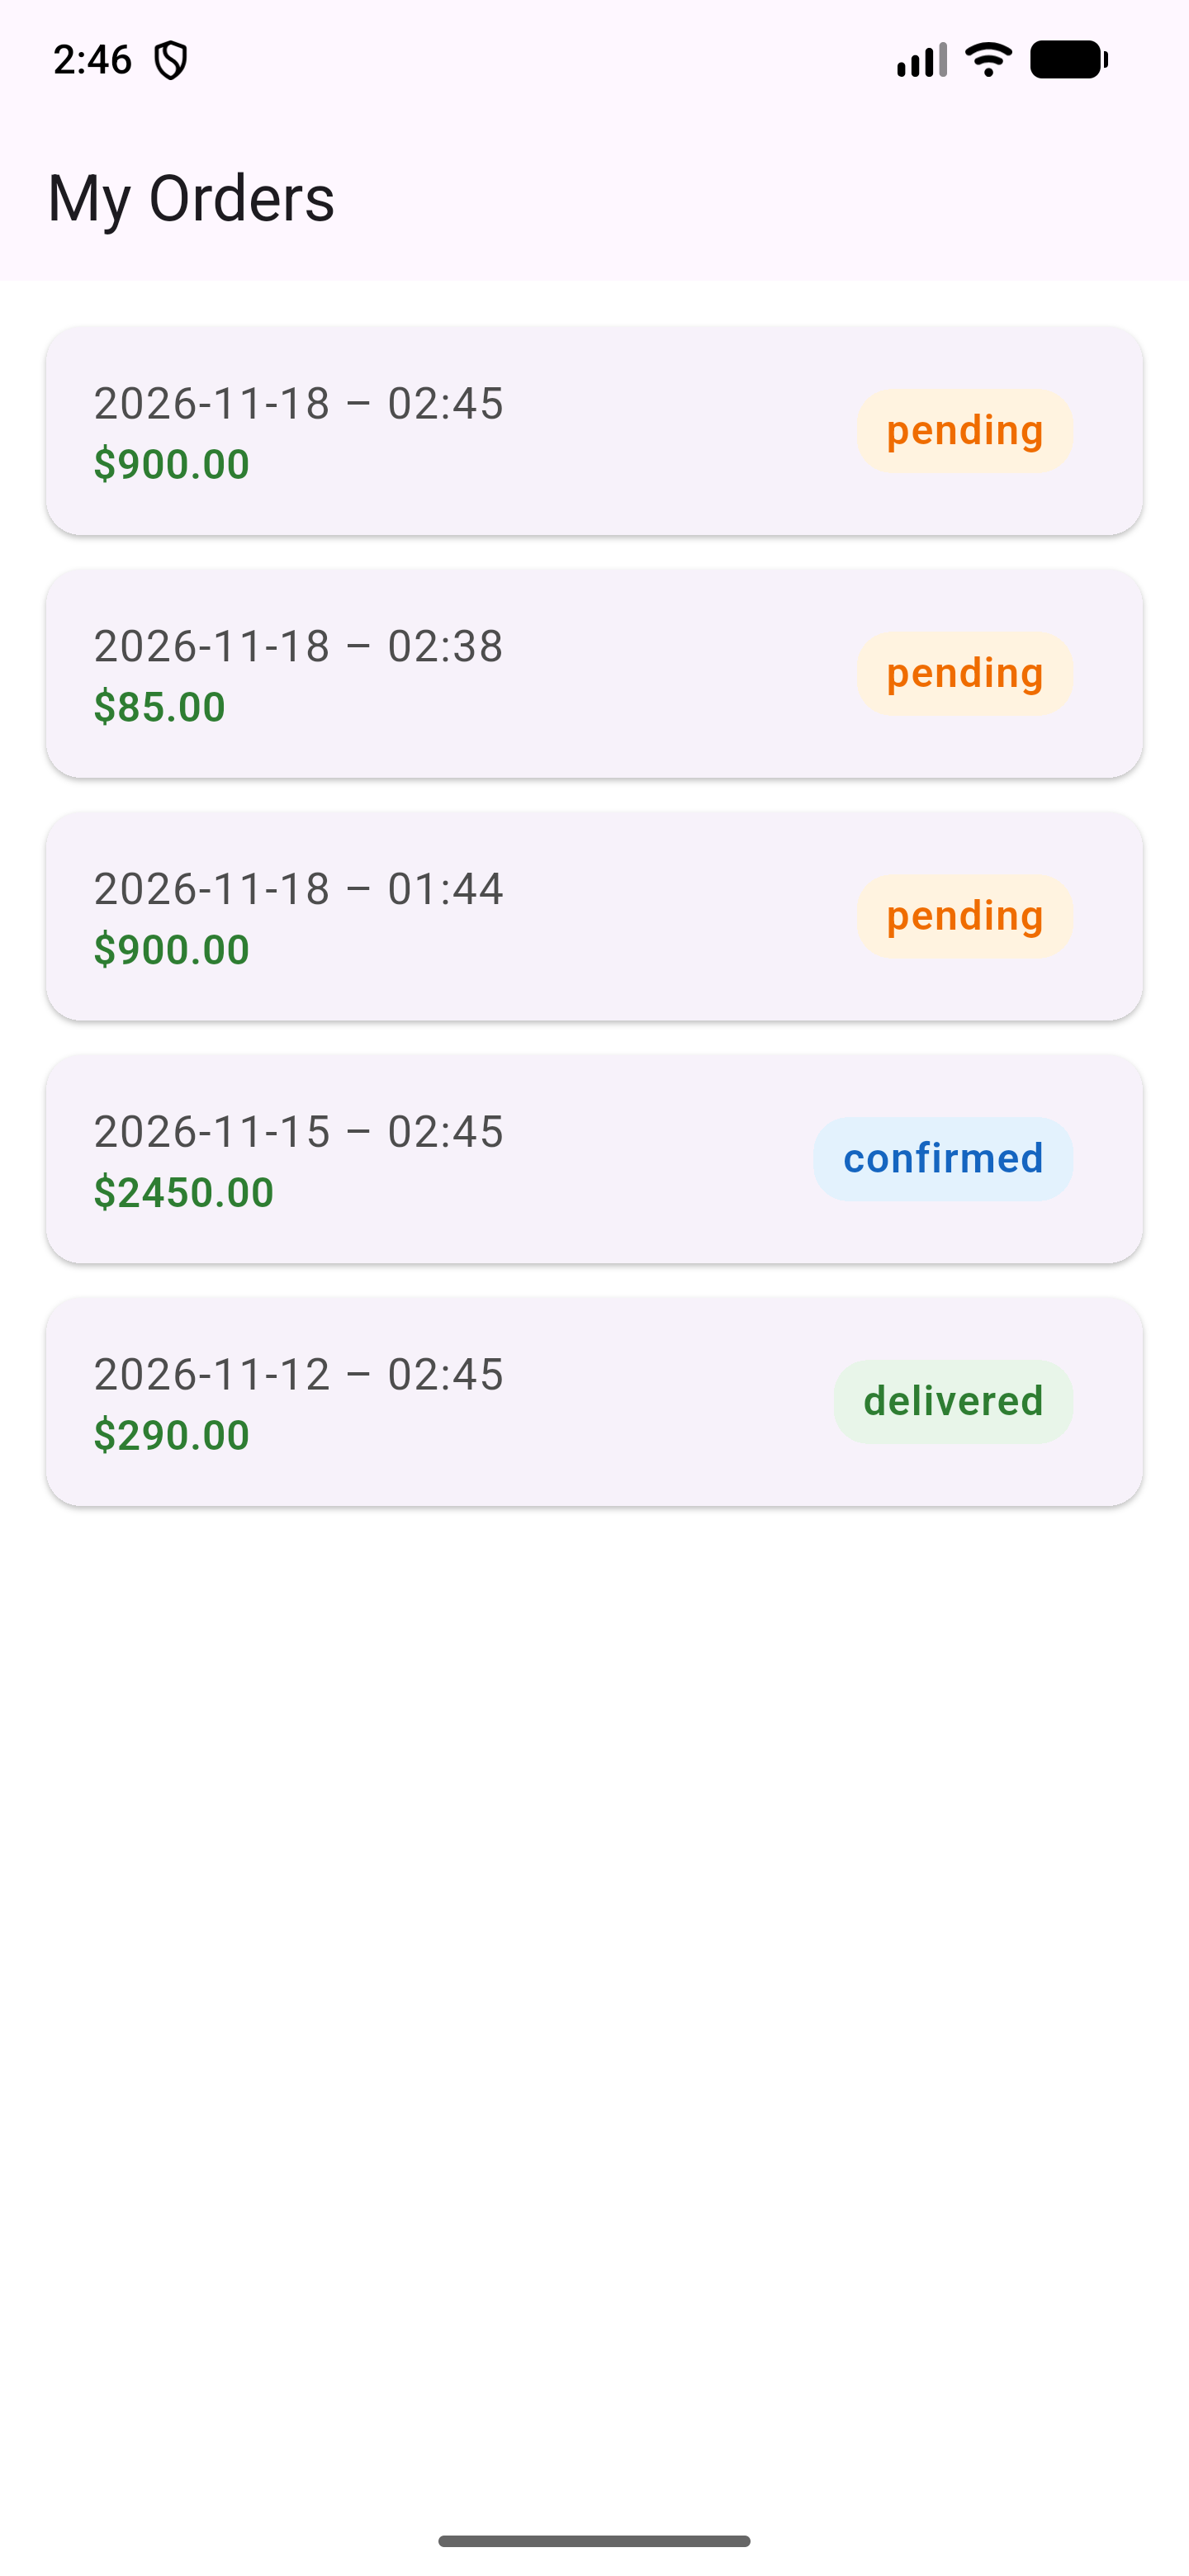 2:46
My Orders
2026-11-18 – 02:45
$900.00
pending
2026-11-18 – 02:38
$85.00
pending
2026-11-18 – 01:44
$900.00
pending
2026-11-15 – 02:45
$2450.00
confirmed
2026-11-12 – 02:45
$290.00
delivered